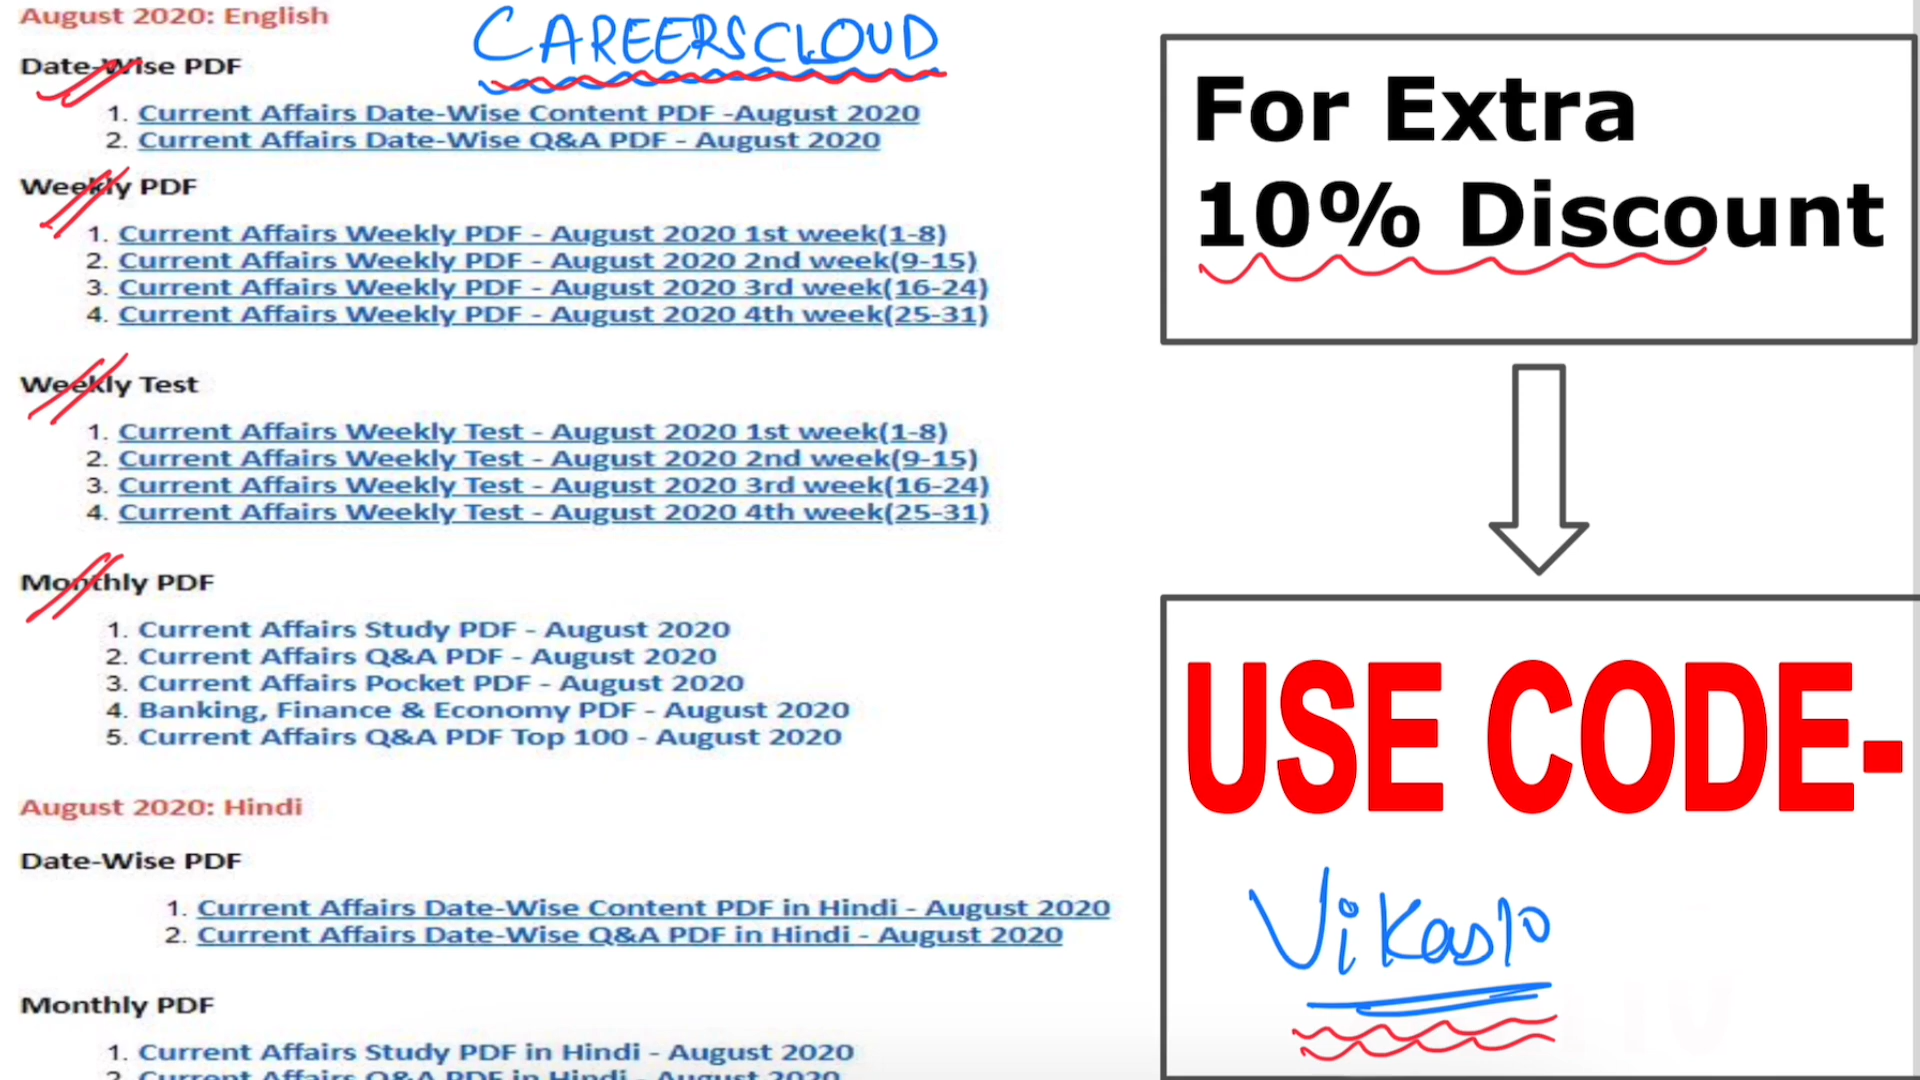 August 2020: English
CAREERSCLOUD
Date-Wise PDF
1. Current Affairs Date-Wise Content PDF -August 2020
2. Current Affairs Date-Wise Q&A PDF - August 2020
Weekly PDF
1. Current Affairs Weekly PDF - August 2020 1st week(1-8)
2. Current Affairs Weekly PDF - August 2020 2nd week(9-15)
3. Current Affairs Weekly PDF - August 2020 3rd week(16-24)
4. Current Affairs Weekly PDF - August 2020 4th week(25-31)
Weekly Test
1. Current Affairs Weekly Test - August 2020 1st week(1-8)
2. Current Affairs Weekly Test - August 2020 2nd week(9-15)
3. Current Affairs Weekly Test - August 2020 3rd week(16-24)
4. Current Affairs Weekly Test - August 2020 4th week(25-31)
Monthly PDF
1. Current Affairs Study PDF - August 2020
2. Current Affairs Q&A PDF - August 2020
3. Current Affairs Pocket PDF - August 2020
4. Banking, Finance & Economy PDF - August 2020
5. Current Affairs Q&A PDF Top 100 - August 2020
August 2020: Hindi
Date-Wise PDF
1. Current Affairs Date-Wise Content PDF in Hindi - August 2020
2. Current Affairs Date-Wise Q&A PDF in Hindi - August 2020
Monthly PDF
1. Current Affairs Study PDF in Hindi - August 2020
2. Current Affairs Q&A PDF in Hindi - August 2020
For Extra
10% Discount
USE CODE-
Vikas10